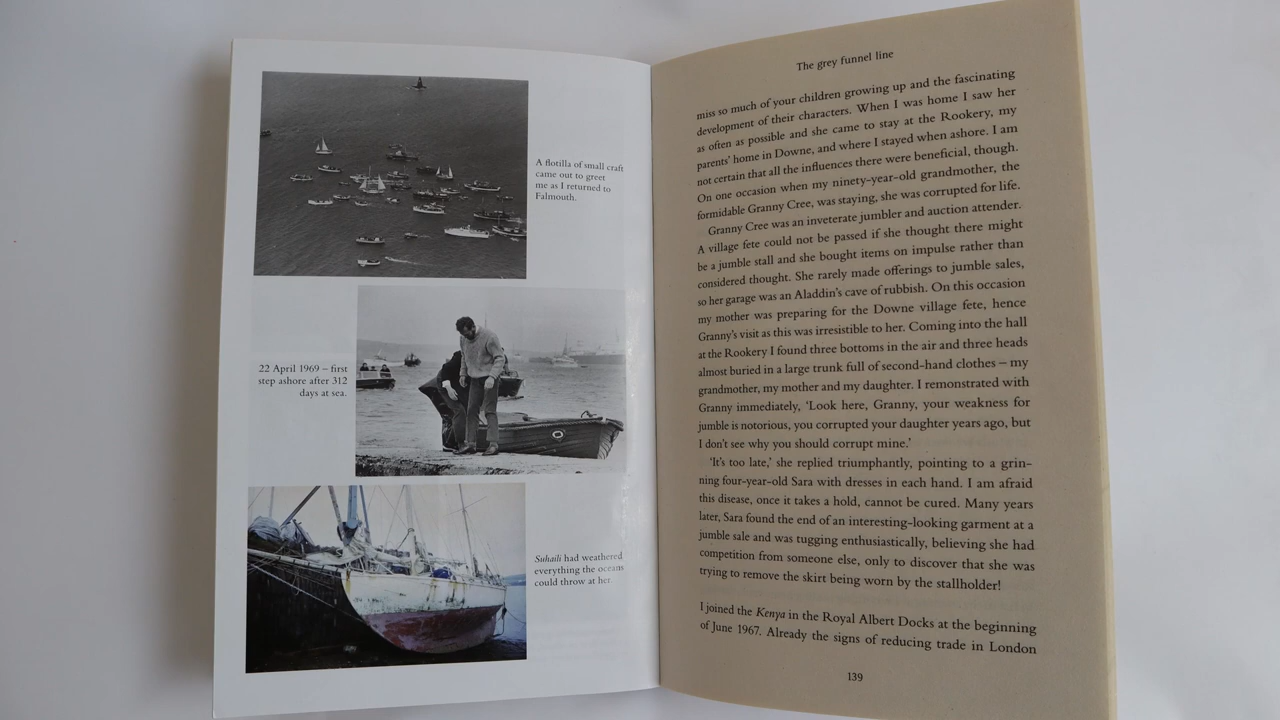 A flotilla of small craft
came out to greet
me as I returned to
Falmouth.
22 April 1969 – first
step ashore after 312
days at sea.
Suhaili had weathered
everything the oceans
could throw at her.
The grey funnel line
miss so much of your children growing up and the fascinating
development of their characters. When I was home I saw her
as often as possible and she came to stay at the Rookery, my
parents' home in Downe, and where I stayed when ashore. I am
not certain that all the influences there were beneficial, though.
On one occasion when my ninety-year-old grandmother, the
formidable Granny Cree, was staying, she was corrupted for life.
Granny Cree was an inveterate jumbler and auction attender.
A village fete could not be passed if she thought there might
be a jumble stall and she bought items on impulse rather than
considered thought. She rarely made offerings to jumble sales,
so her garage was an Aladdin's cave of rubbish. On this occasion
my mother was preparing for the Downe village fete, hence
Granny's visit as this was irresistible to her. Coming into the hall
at the Rookery I found three bottoms in the air and three heads
almost buried in a large trunk full of second-hand clothes – my
grandmother, my mother and my daughter. I remonstrated with
Granny immediately, 'Look here, Granny, your weakness for
jumble is notorious, you corrupted your daughter years ago, but
I don't see why you should corrupt mine.'
'It's too late,' she replied triumphantly, pointing to a grin-
ning four-year-old Sara with dresses in each hand. I am afraid
this disease, once it takes a hold, cannot be cured. Many years
later, Sara found the end of an interesting-looking garment at a
jumble sale and was tugging enthusiastically, believing she had
competition from someone else, only to discover that she was
trying to remove the skirt being worn by the stallholder!
I joined the Kenya in the Royal Albert Docks at the beginning
of June 1967. Already the signs of reducing trade in London
139